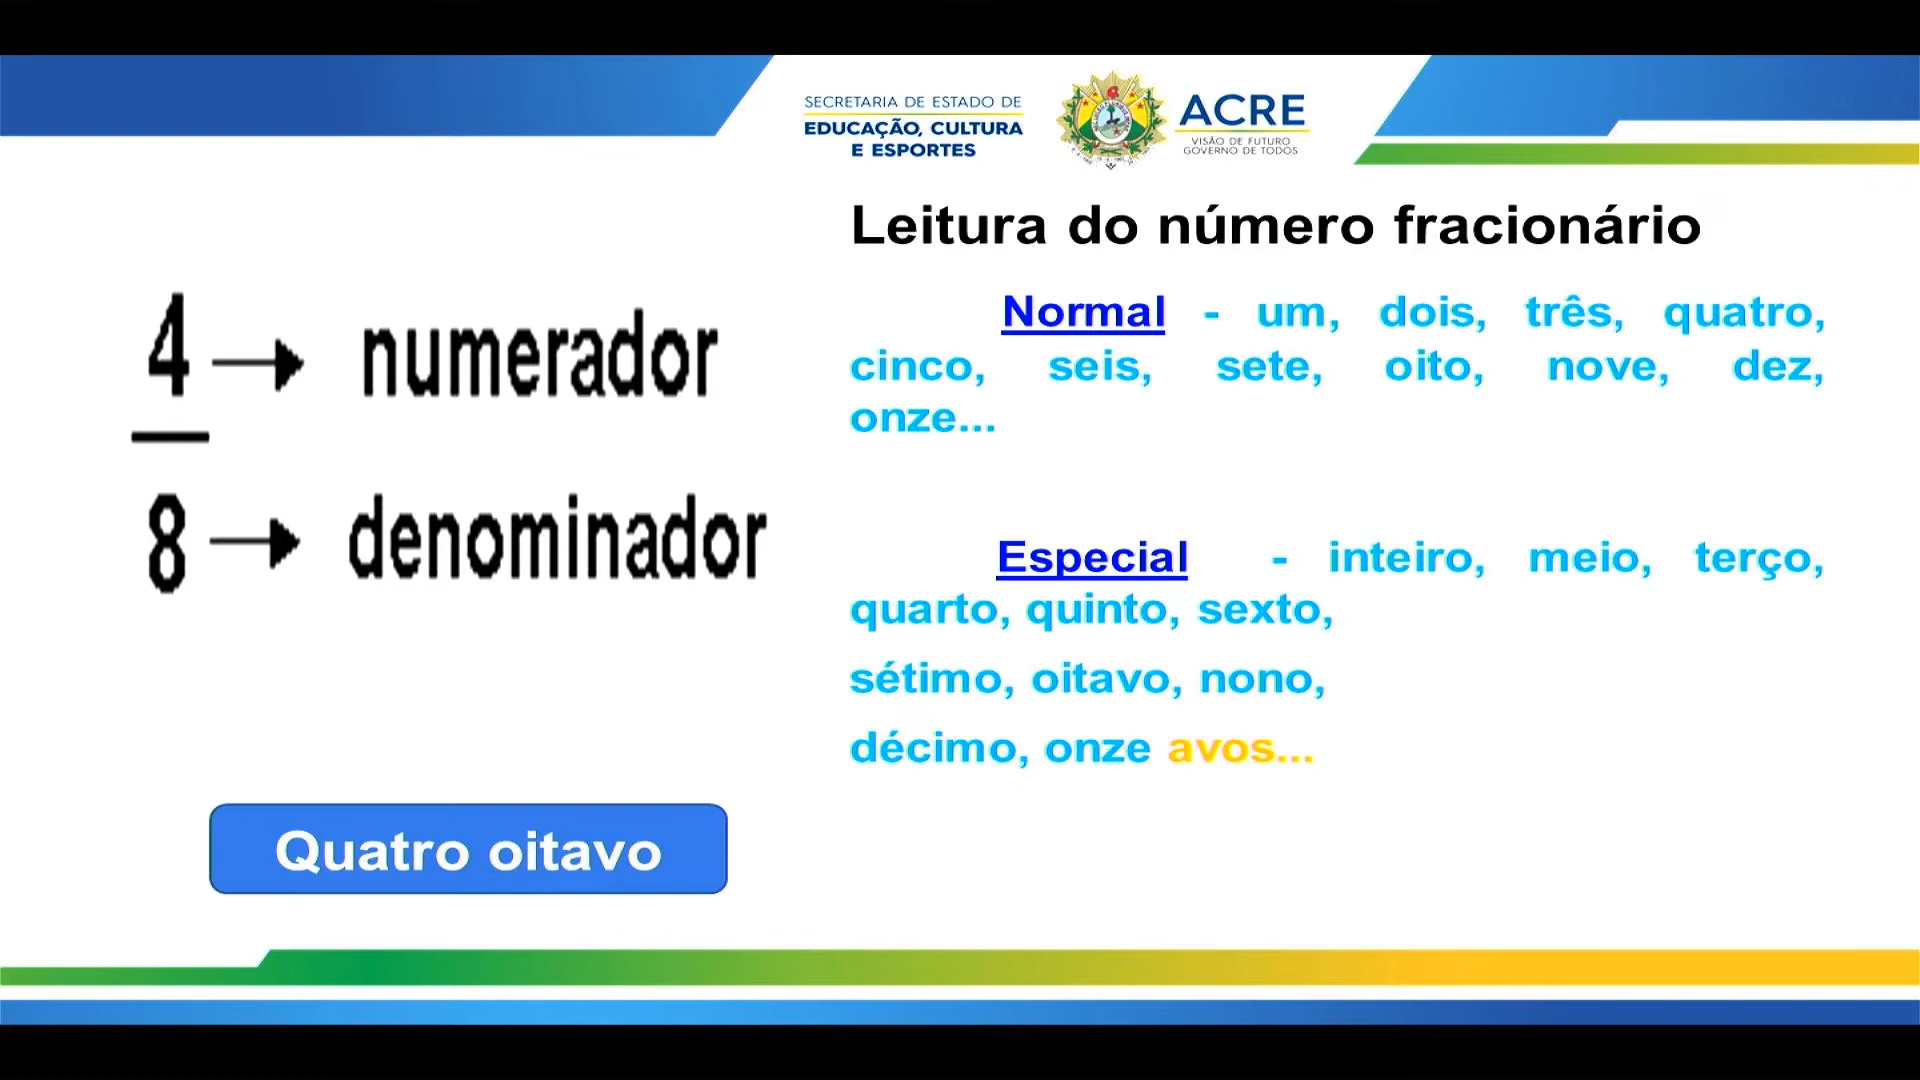 SECRETARIA DE ESTADO DE
EDUCAÇÃO, CULTURA
E ESPORTES
ACRE
VISÃO DE FUTURO
GOVERNO DE TODOS
Leitura do número fracionário
4 → numerador
8 → denominador
Normal - um, dois, três, quatro,
cinco, seis, sete, oito, nove, dez,
onze...
Especial - inteiro, meio, terço,
quarto, quinto, sexto,
sétimo, oitavo, nono,
décimo, onze avos...
Quatro oitavo